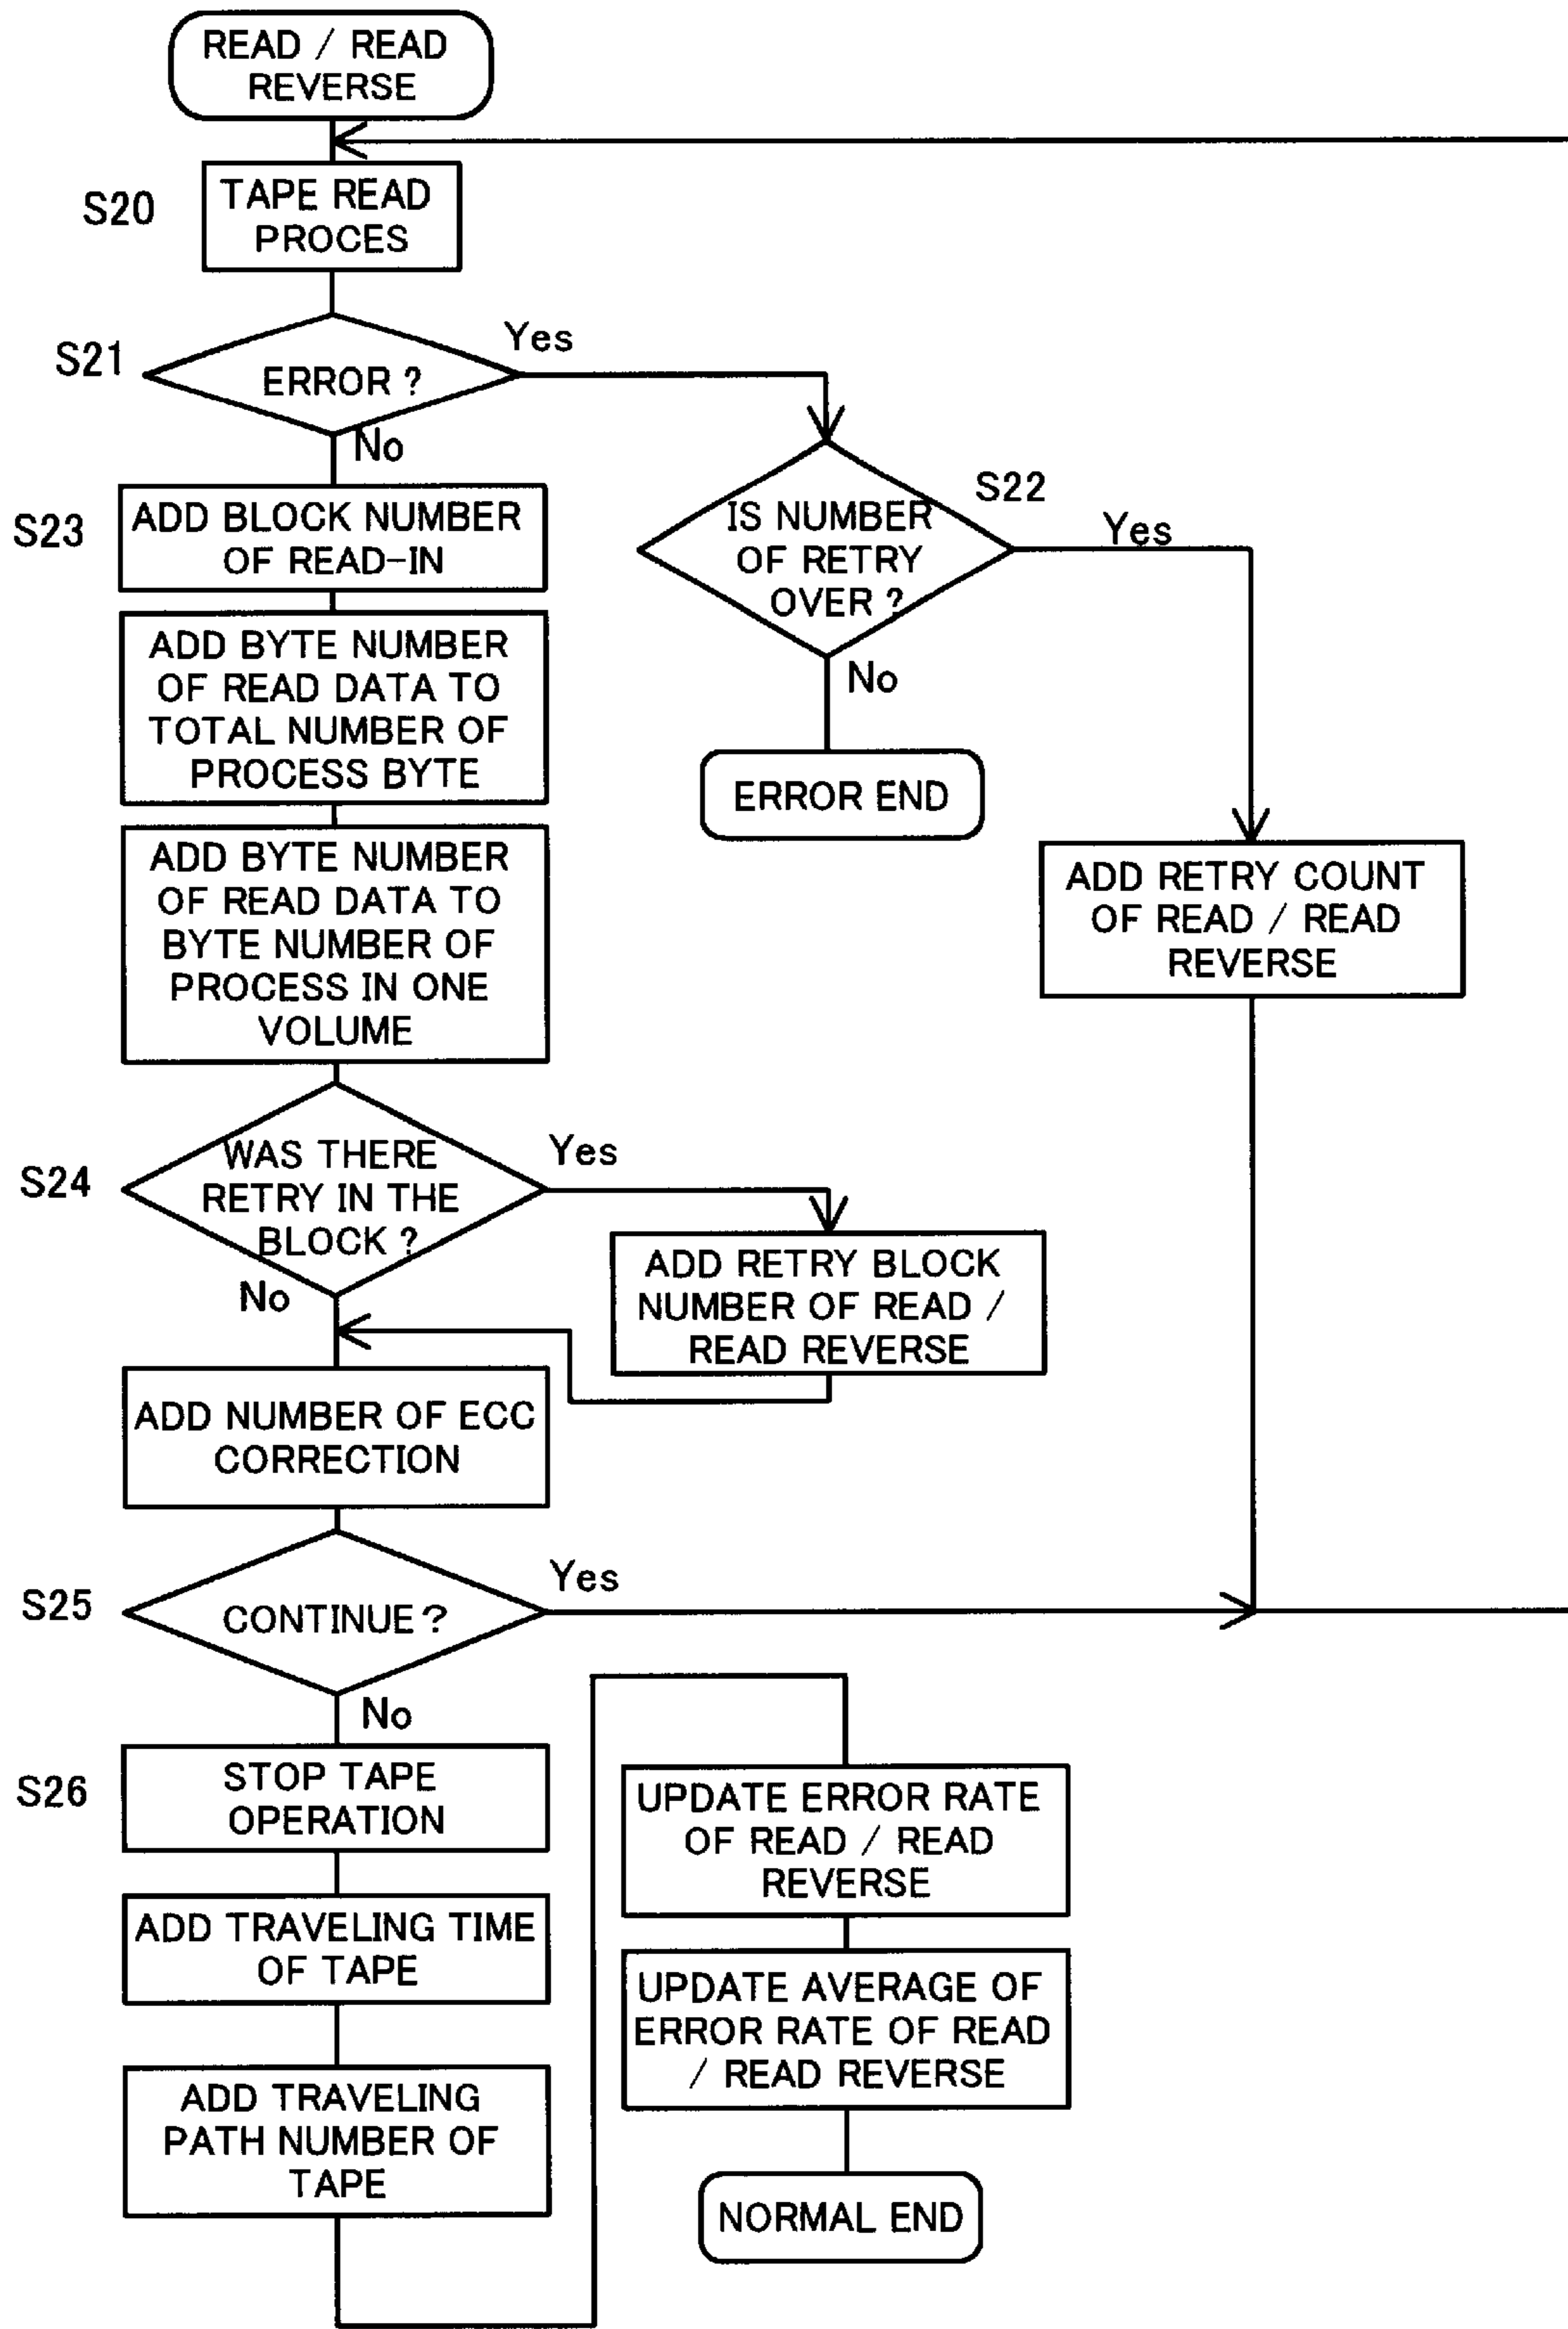 READ / READ
REVERSE
S20
TAPE READ
PROCES
S21
ERROR ?
Yes
No
S22
IS NUMBER
OF RETRY
OVER ?
Yes
No
ERROR END
ADD RETRY COUNT
OF READ / READ
REVERSE
S23
ADD BLOCK NUMBER
OF READ-IN
ADD BYTE NUMBER
OF READ DATA TO
TOTAL NUMBER OF
PROCESS BYTE
ADD BYTE NUMBER
OF READ DATA TO
BYTE NUMBER OF
PROCESS IN ONE
VOLUME
S24
WAS THERE
RETRY IN THE
BLOCK ?
Yes
No
ADD RETRY BLOCK
NUMBER OF READ /
READ REVERSE
ADD NUMBER OF ECC
CORRECTION
S25
CONTINUE ?
Yes
No
S26
STOP TAPE
OPERATION
ADD TRAVELING TIME
OF TAPE
ADD TRAVELING
PATH NUMBER OF
TAPE
UPDATE ERROR RATE
OF READ / READ
REVERSE
UPDATE AVERAGE OF
ERROR RATE OF READ
/ READ REVERSE
NORMAL END